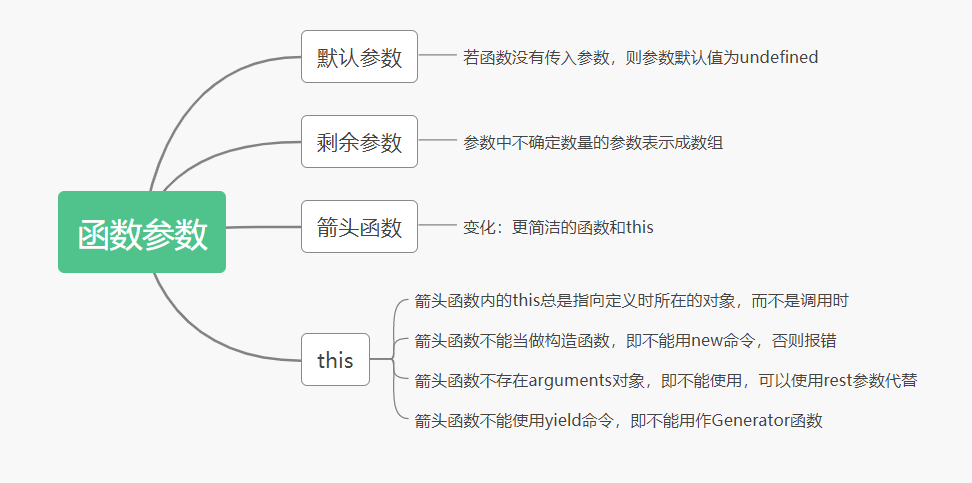 函数参数
默认参数
若函数没有传入参数，则参数默认值为undefined
剩余参数
参数中不确定数量的参数表示成数组
箭头函数
变化：更简洁的函数和this
this
箭头函数内的this总是指向定义时所在的对象，而不是调用时
箭头函数不能当做构造函数，即不能用new命令，否则报错
箭头函数不存在arguments对象，即不能使用，可以使用rest参数代替
箭头函数不能使用yield命令，即不能用作Generator函数